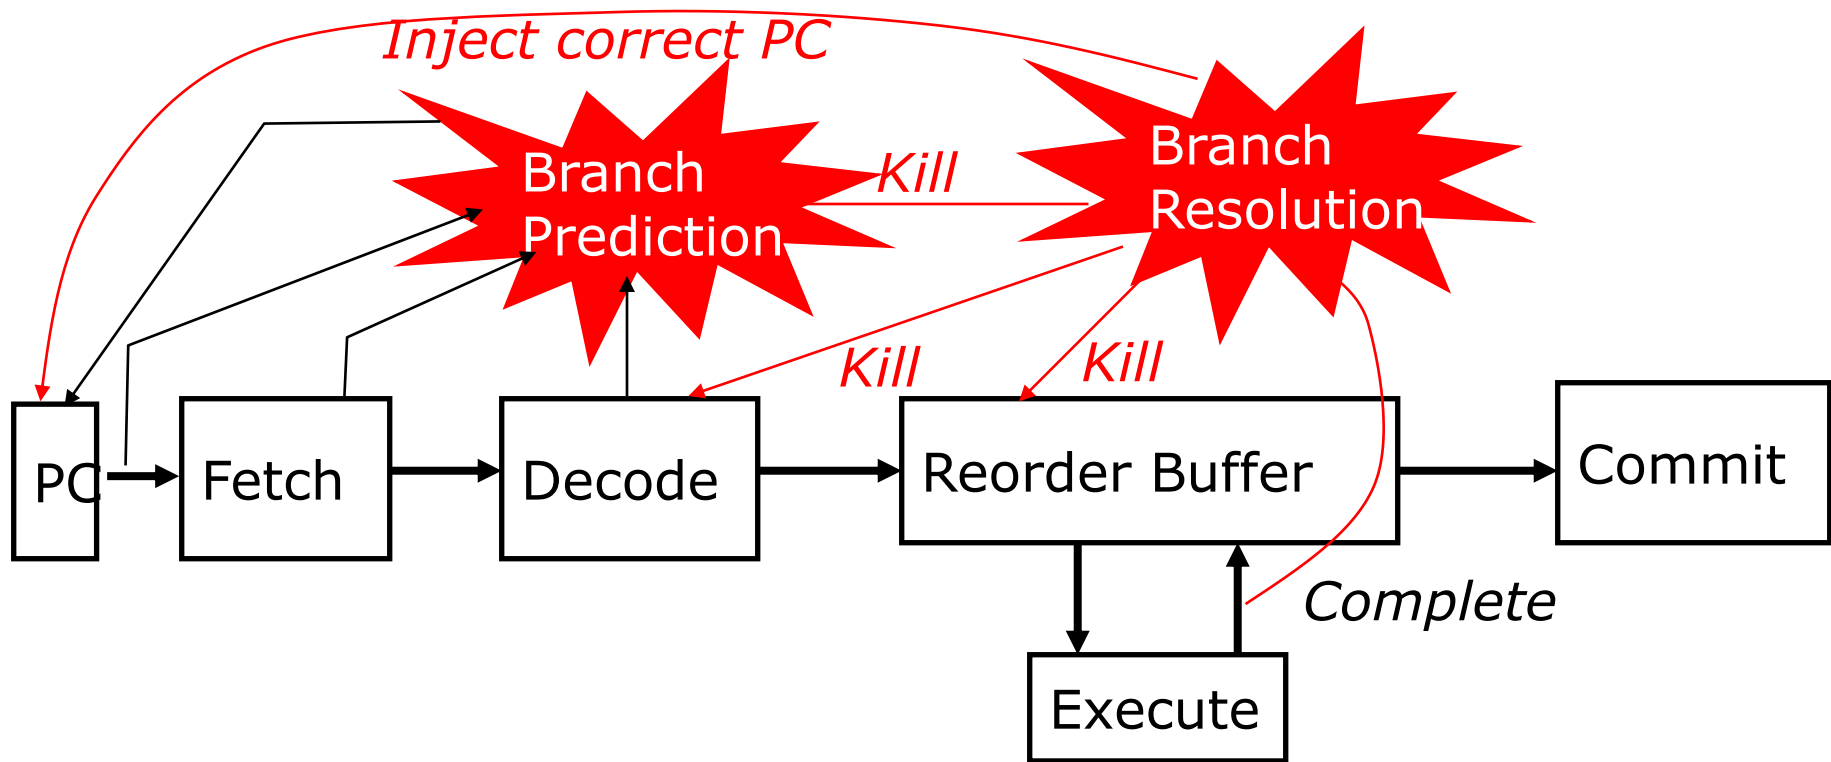 Inject correct PC
Branch
Prediction
Kill
Branch
Resolution
Kill
Kill
PC
Fetch
Decode
Reorder Buffer
Commit
Complete
Execute